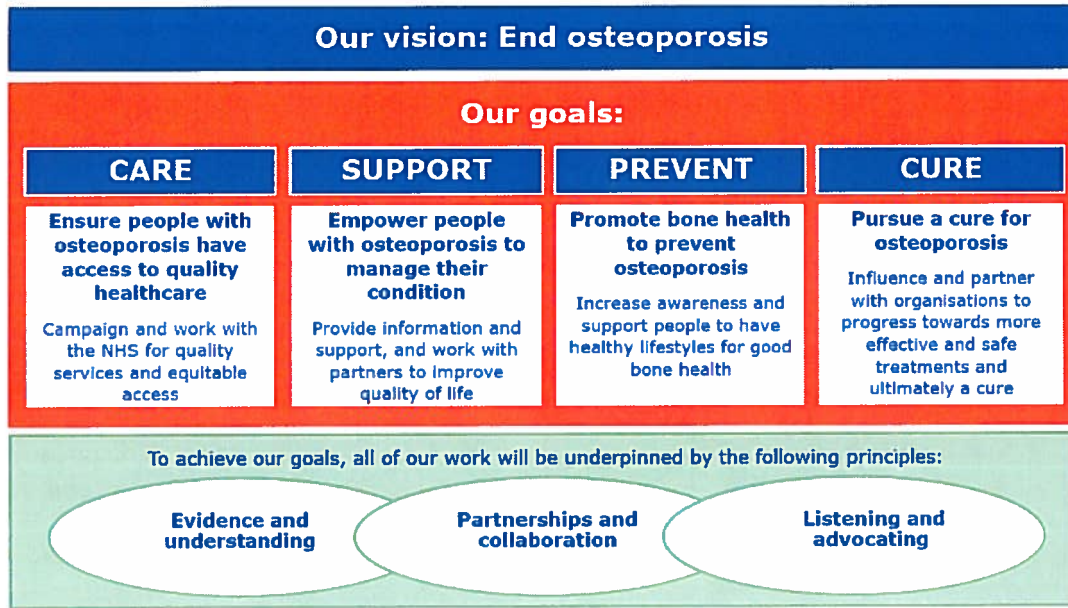 Our vision: End osteoporosis
Our goals:
CARE
Ensure people with
osteoporosis have
access to quality
healthcare
Campaign and work with
the NHS for quality
services and equitable
access
SUPPORT
Empower people
with osteoporosis to
manage their
condition
Provide information and
support, and work with
partners to improve
quality of life
PREVENT
Promote bone health
to prevent
osteoporosis
Increase awareness and
support people to have
healthy lifestyles for good
bone health
CURE
Pursue a cure for
osteoporosis
Influence and partner
with organisations to
progress towards more
effective and safe
treatments and
ultimately a cure
To achieve our goals, all of our work will be underpinned by the following principles:
Evidence and
understanding
Partnerships and
collaboration
Listening and
advocating